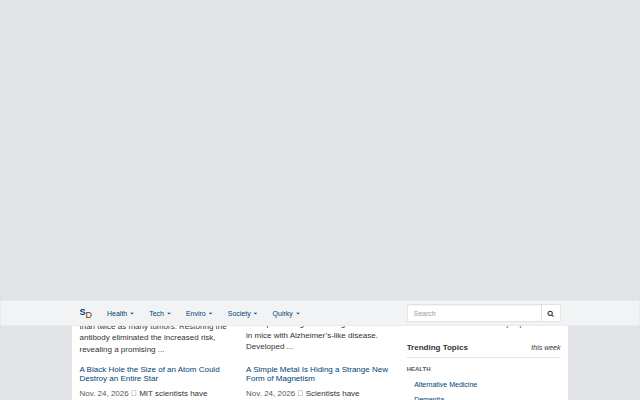 SD Health Tech Enviro Society Quirky Search
than twice as many tumors. Restoring the
antibody eliminated the increased risk,
revealing a promising ...
in mice with Alzheimer's-like disease.
Developed ...
Trending Topics this week
HEALTH
Alternative Medicine
Dementia
A Black Hole the Size of an Atom Could
Destroy an Entire Star
Nov. 24, 2026 MIT scientists have
A Simple Metal Is Hiding a Strange New
Form of Magnetism
Nov. 24, 2026 Scientists have